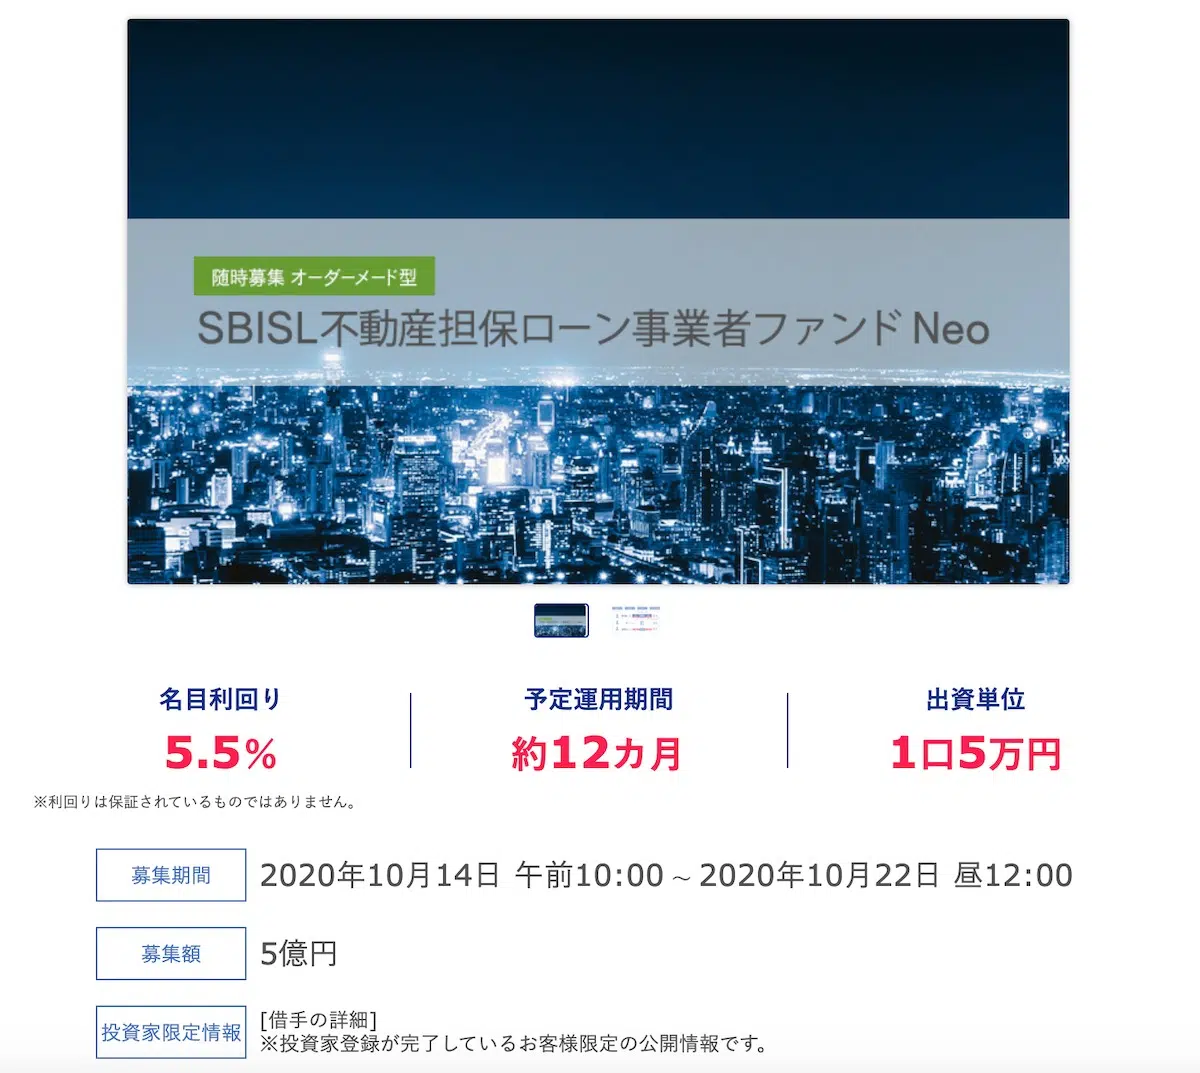 随時募集 オーダーメード型
SBISL不動産担保ローン事業者ファンド Neo
名目利回り
予定運用期間
出資単位
5.5%
約12カ月
1口5万円
※利回りは保証されているものではありません。
募集期間
2020年10月14日 午前10:00 ~ 2020年10月22日 昼12:00
募集額
5億円
投資家限定情報
[借手の詳細]
※投資家登録が完了しているお客様限定の公開情報です。